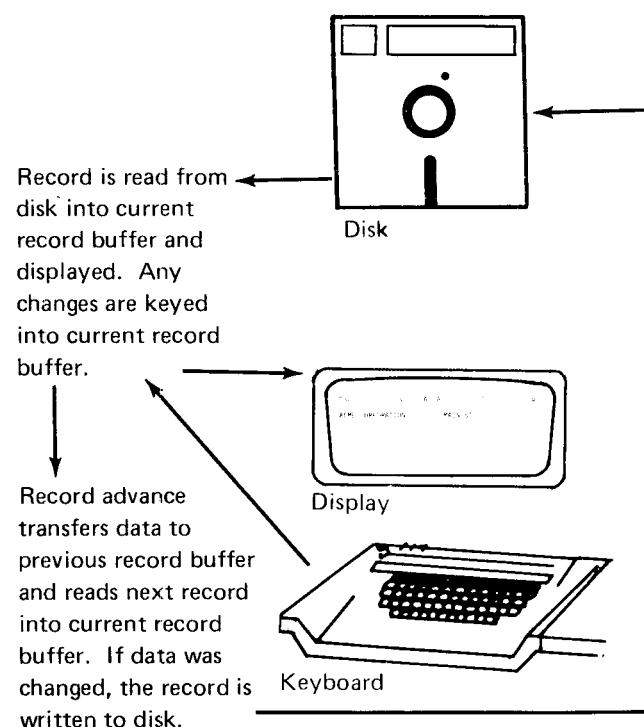 Disk
Record is read from
disk into current
record buffer and
displayed. Any
changes are keyed
into current record
buffer.
MAIN ST
Display
Record advance
transfers data to
previous record buffer
and reads next record
into current record
buffer. If data was
changed, the record is
written to disk.
Keyboard